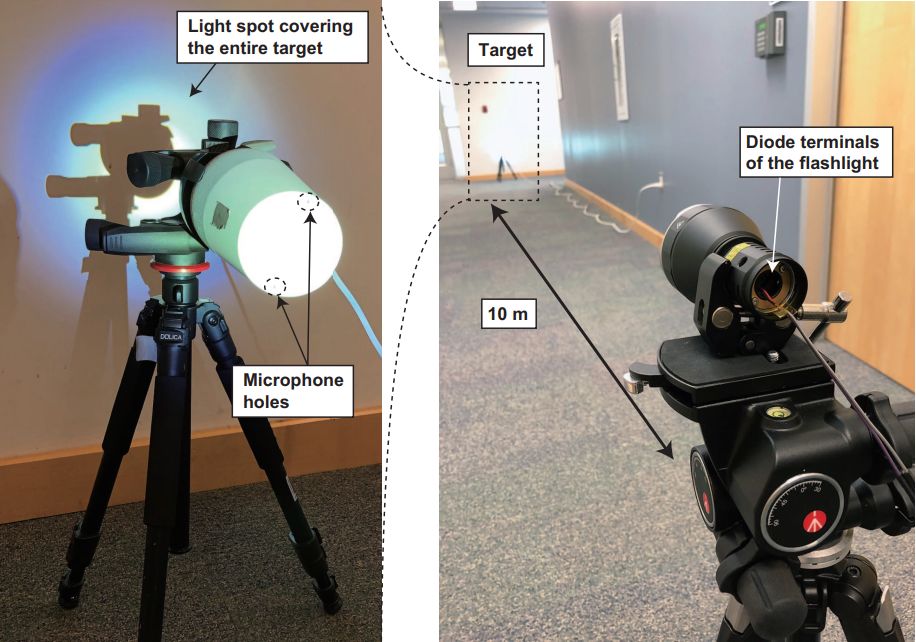 Light spot covering
the entire target
DOLICA
Microphone
holes
Target
Diode terminals
of the flashlight
10 m